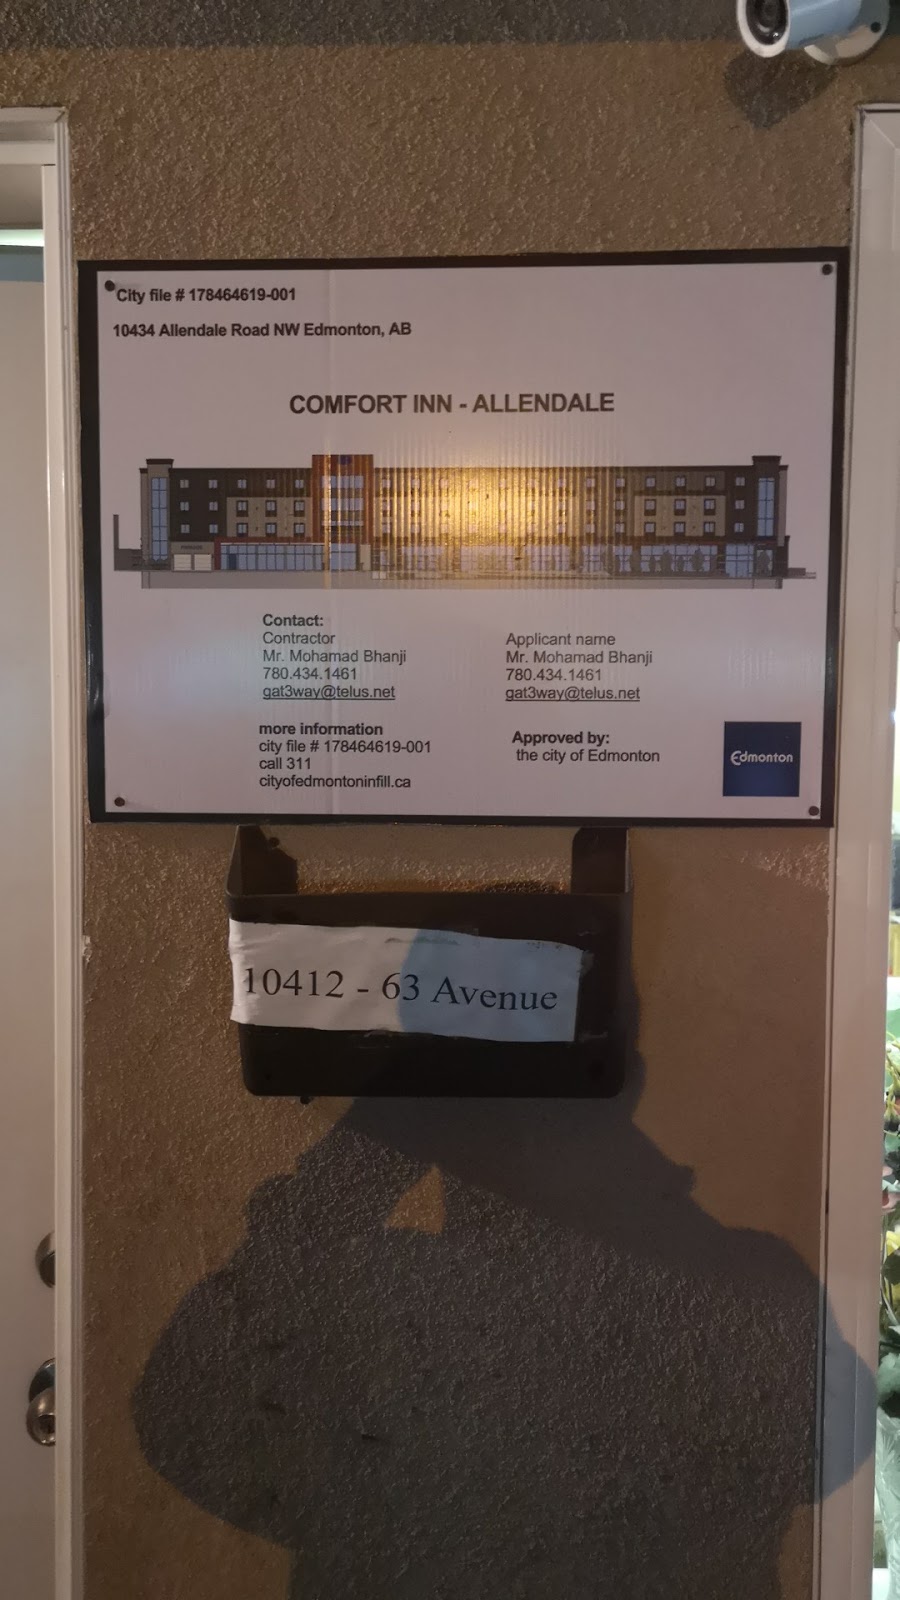 City file # 178464619-001
10434 Allendale Road NW Edmonton, AB
COMFORT INN - ALLENDALE
Contact:
Contractor
Mr. Mohamad Bhanji
780.434.1461
gat3way@telus.net
Applicant name
Mr. Mohamad Bhanji
780.434.1461
gat3way@telus.net
more information
city file # 178464619-001
call 311
cityofedmontoninfill.ca
Approved by:
the city of Edmonton
Edmonton
10412 - 63 Avenue